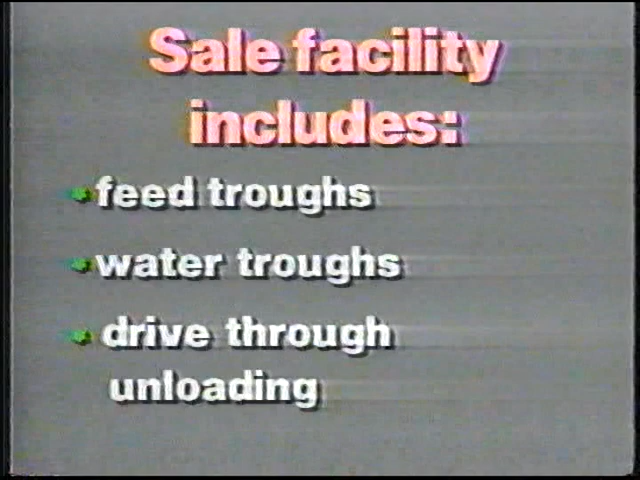 Sale facility
includes:
feed troughs
water troughs
drive through
unloading